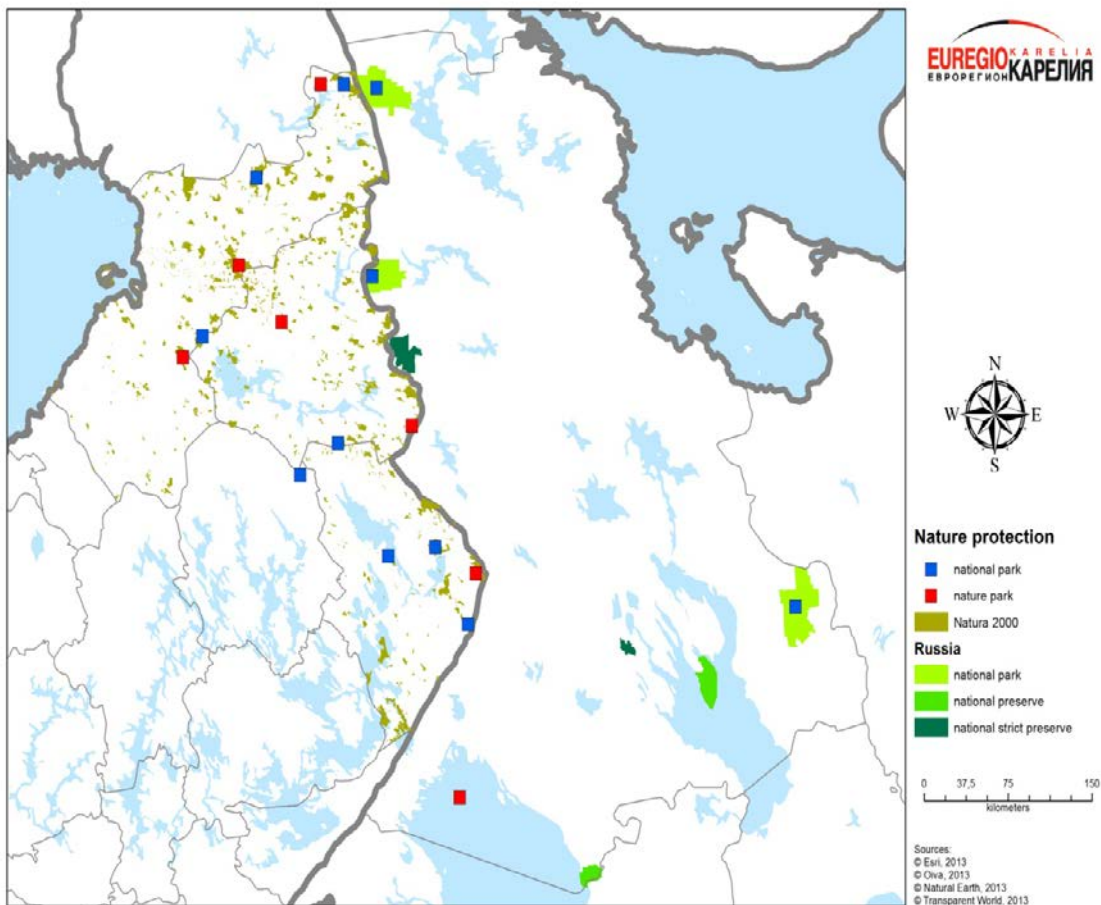 KARELIA
EUREGIO
ЕВРОРЕГИОН КАРЕЛИЯ
N
W E
S
Nature protection
national park
nature park
Natura 2000
Russia
national park
national preserve
national strict preserve
0 37,5 75 150
kilometers
Sources:
© Esri, 2013
© Oiva, 2013
© Natural Earth, 2013
© Transparent World, 2013